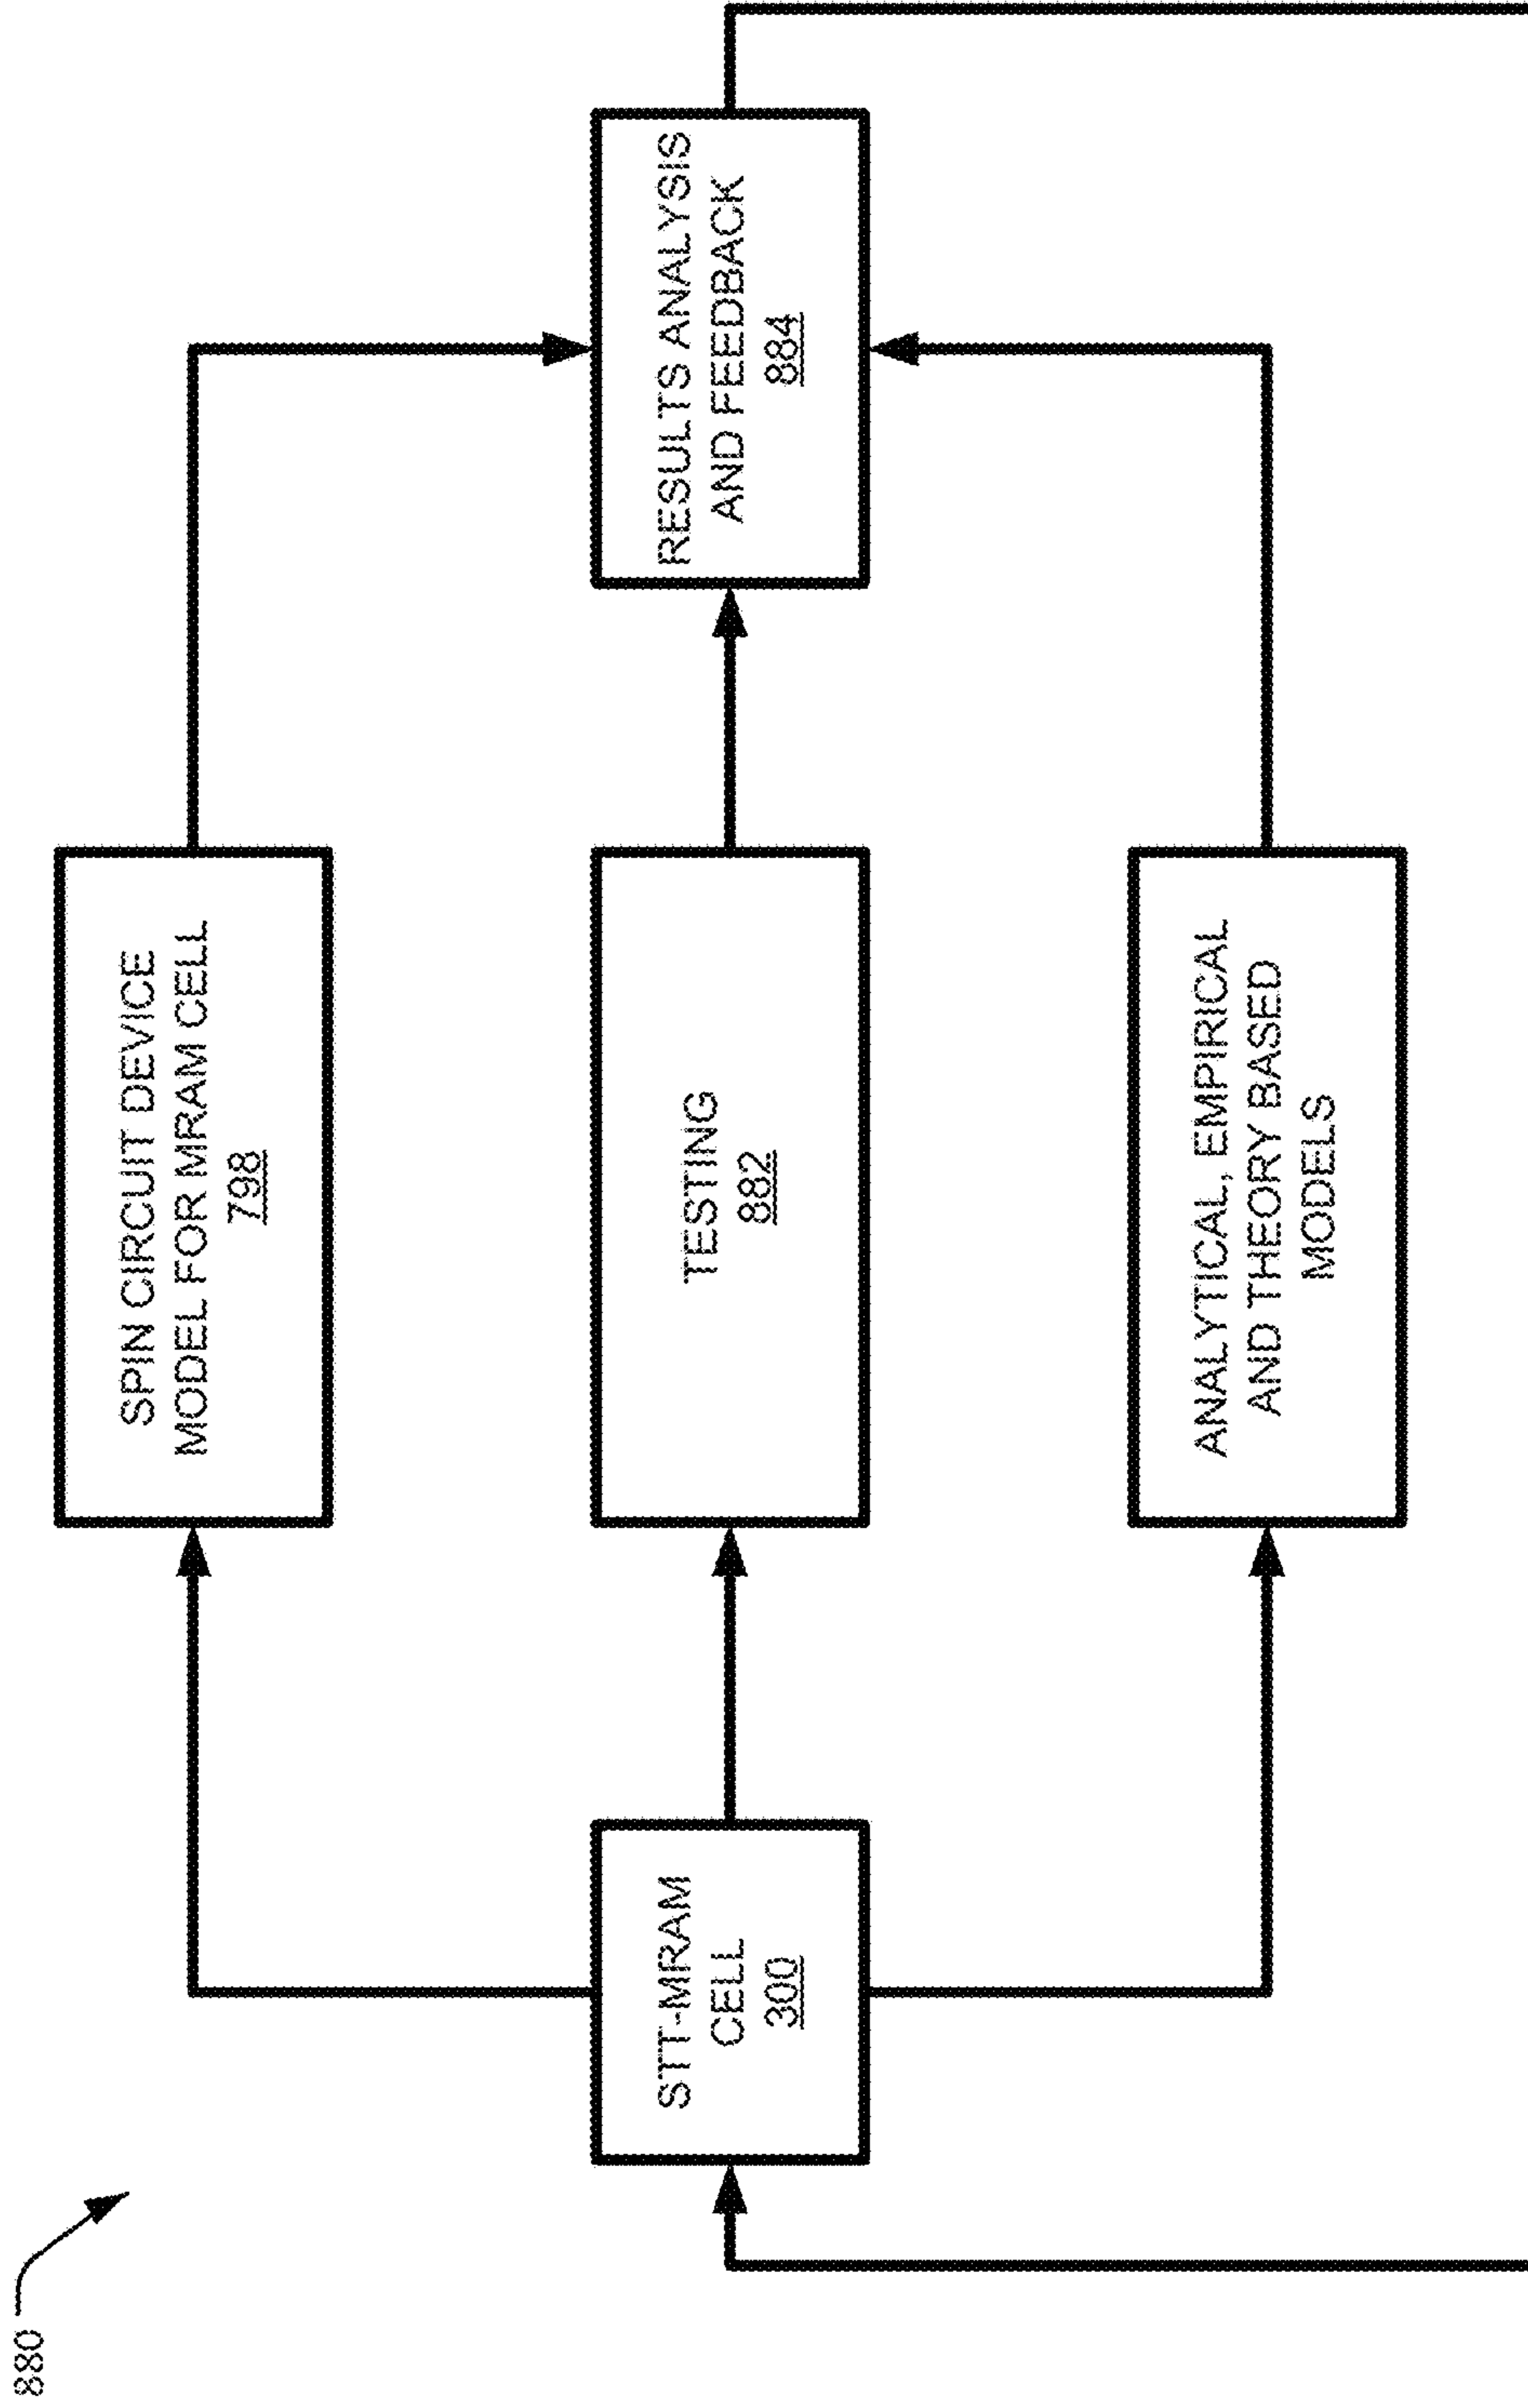 880
STT-MRAM
CELL
300
SPIN CIRCUIT DEVICE
MODEL FOR MRAM CELL
798
TESTING
882
ANALYTICAL, EMPIRICAL
AND THEORY BASED
MODELS
RESULTS ANALYSIS
AND FEEDBACK
884